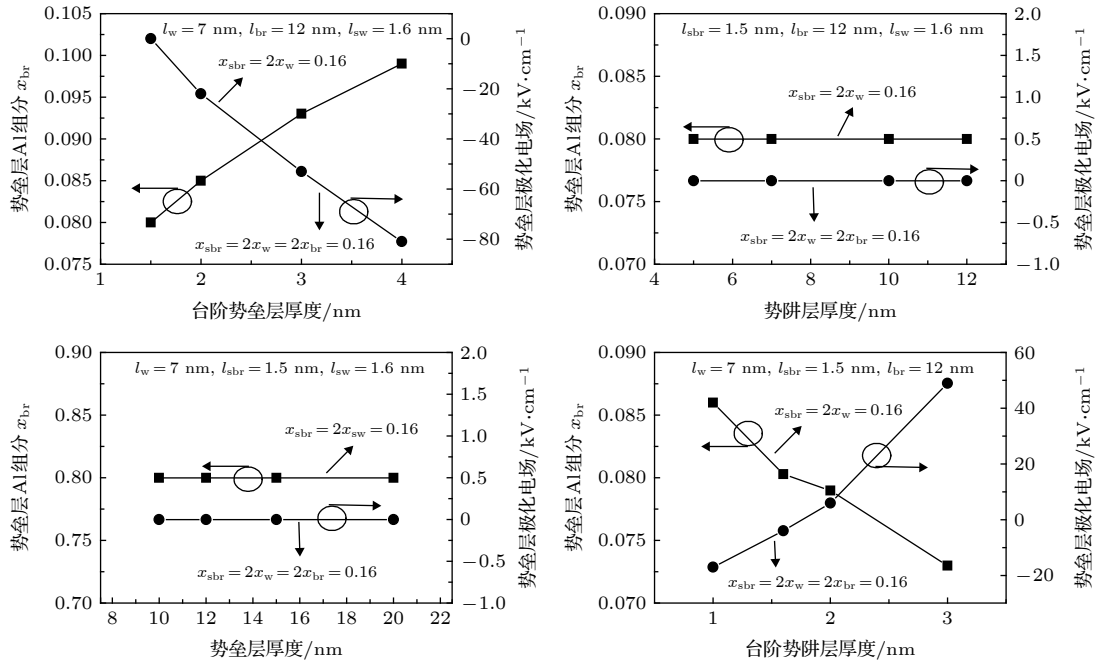 l_w = 7 nm, l_br = 12 nm, l_sw = 1.6 nm
x_sbr = 2x_w = 0.16
x_sbr = 2x_w = 2x_br = 0.16
0.105
0.100
0.095
0.090
0.085
0.080
0.075
势垒层Al组分 x_br
0
−20
−40
−60
−80
势垒层极化电场/kV·cm⁻¹
1 2 3 4
台阶势垒层厚度/nm
l_sbr = 1.5 nm, l_br = 12 nm, l_sw = 1.6 nm
x_sbr = 2x_w = 0.16
x_sbr = 2x_w = 2x_br = 0.16
0.090
0.085
0.080
0.075
0.070
势垒层Al组分 x_br
2.0
1.5
1.0
0.5
0
−0.5
−1.0
势垒层极化电场/kV·cm⁻¹
4 6 8 10 12
势阱层厚度/nm
l_w = 7 nm, l_sbr = 1.5 nm, l_sw = 1.6 nm
x_sbr = 2x_sw = 0.16
x_sbr = 2x_w = 2x_br = 0.16
0.90
0.85
0.80
0.75
0.70
势垒层Al组分 x_br
2.0
1.5
1.0
0.5
0
−0.5
−1.0
势垒层极化电场/kV·cm⁻¹
8 10 12 14 16 18 20 22
势垒层厚度/nm
l_w = 7 nm, l_sbr = 1.5 nm, l_br = 12 nm
x_sbr = 2x_w = 0.16
x_sbr = 2x_w = 2x_br = 0.16
0.090
0.085
0.080
0.075
0.070
势垒层Al组分 x_br
60
40
20
0
−20
势垒层极化电场/kV·cm⁻¹
1 2 3
台阶势阱层厚度/nm